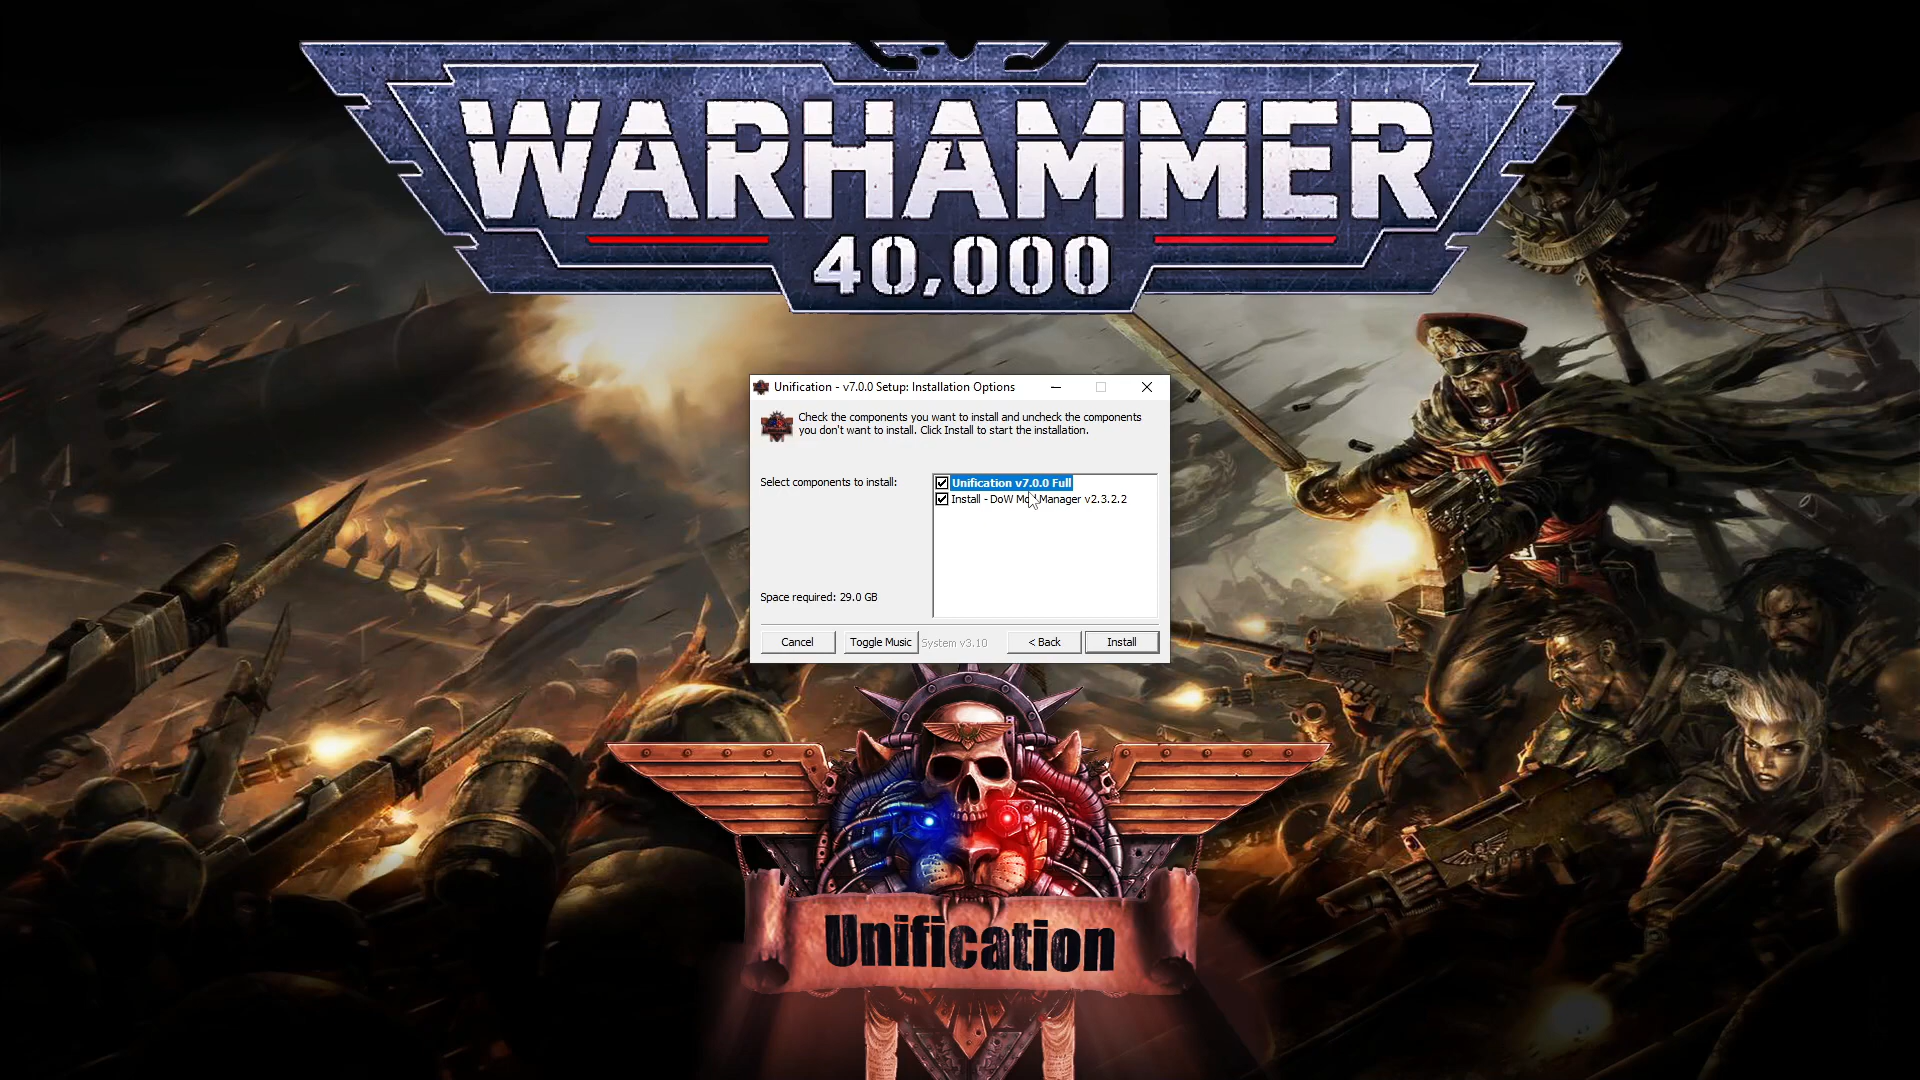 WARHAMMER
40,000
Unification - v7.0.0 Setup: Installation Options
Check the components you want to install and uncheck the components
you don't want to install. Click Install to start the installation.
Select components to install:
Unification v7.0.0 Full
Install - DoW Mod Manager v2.3.2.2
Space required: 29.0 GB
Cancel
Toggle Music
System v3.10
< Back
Install
Unification